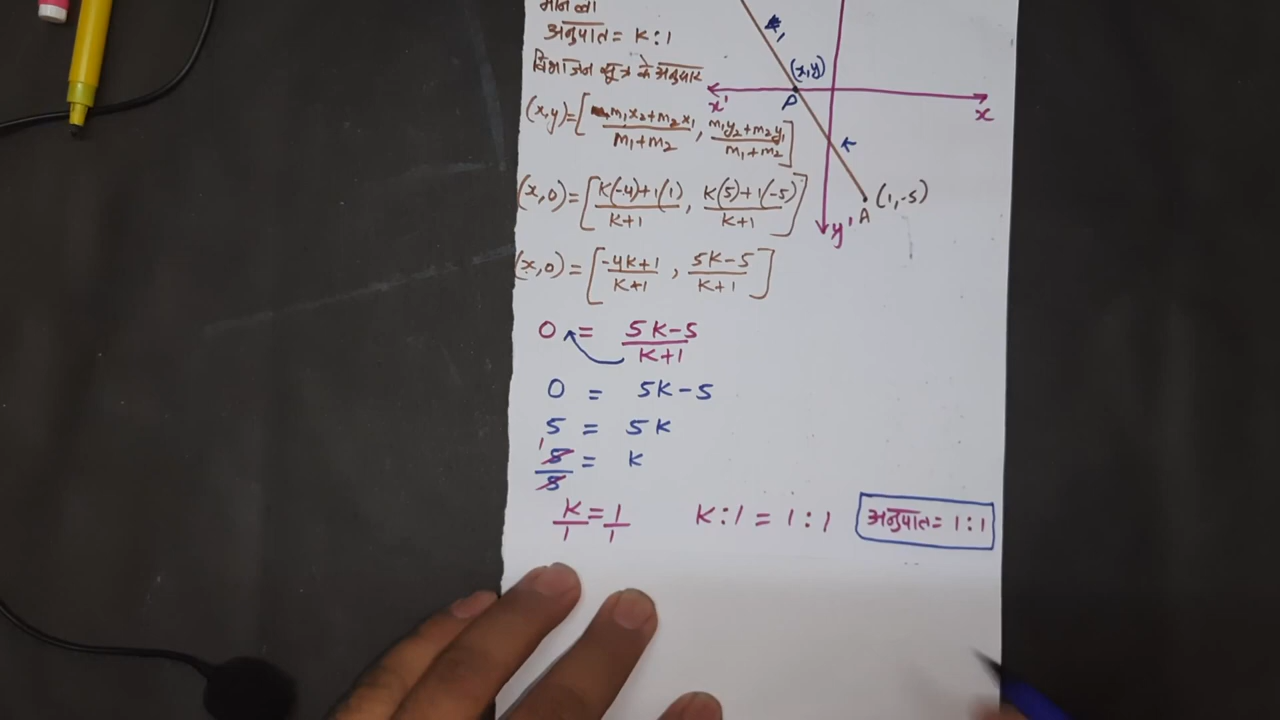 मान लो
अनुपात = K : 1
विभाजन सूत्र के अनुसार
(x,y) = [ m₁x₂+m₂x₁ / m₁+m₂ , m₁y₂+m₂y₁ / m₁+m₂ ]
(x,0) = [ K(-4)+1(1) / K+1 , K(5)+1(-5) / K+1 ]
(x,0) = [ -4K+1 / K+1 , 5K-5 / K+1 ]
0 = 5K-5 / K+1
0 = 5K-5
5 = 5K
1
5/5 = K
K/1 = 1/1
K:1 = 1:1
अनुपात = 1:1
1
(x,y)
x'
P
x
K
(1,-5)
A
y'